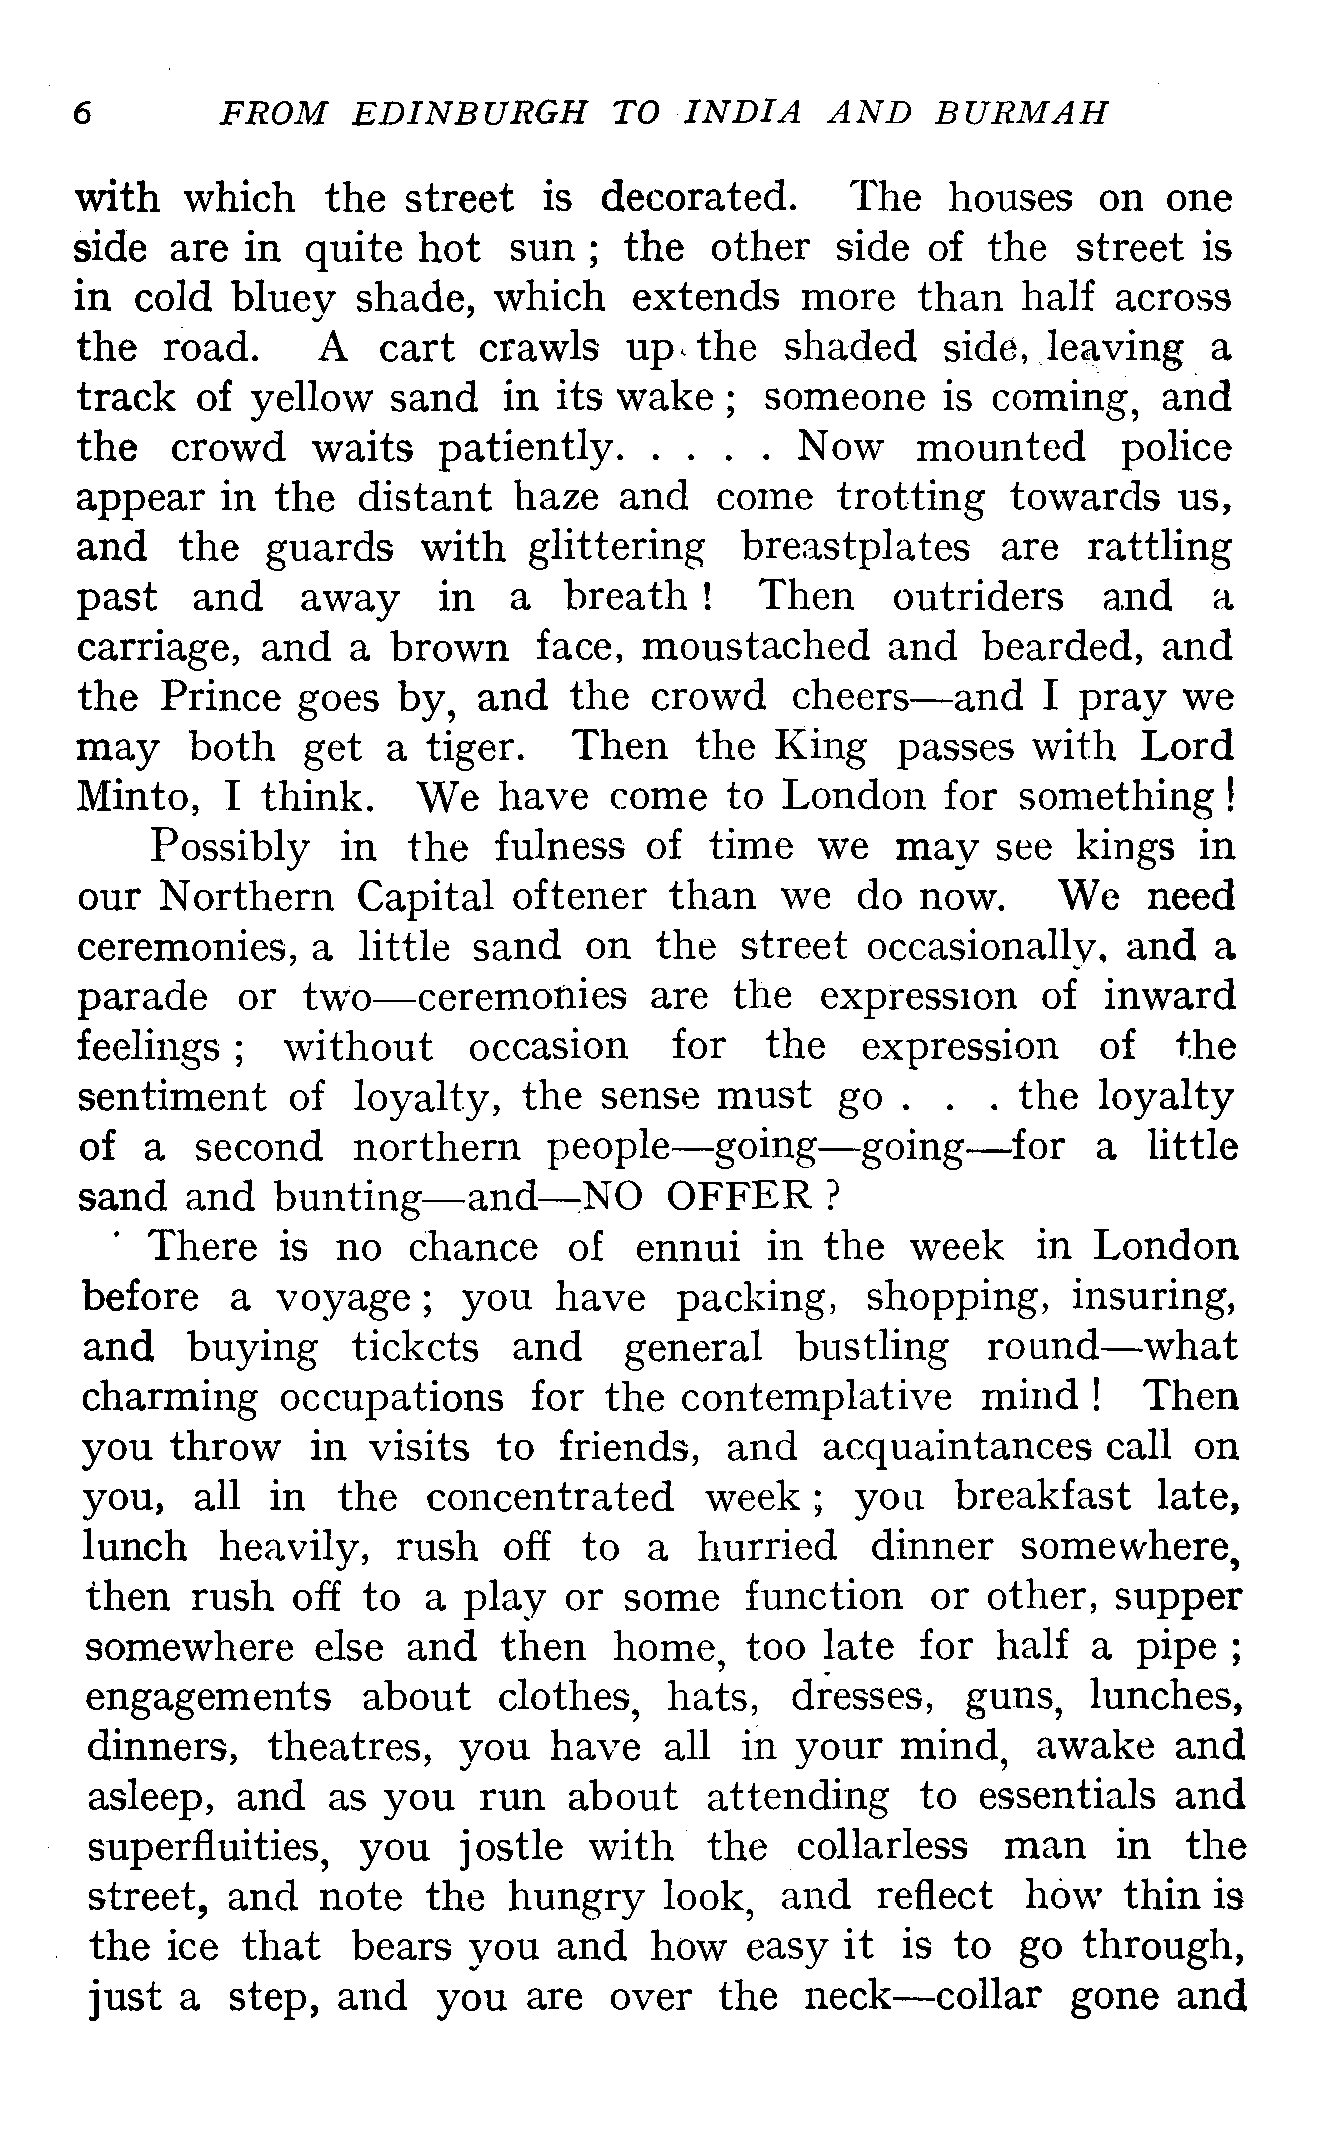 6 FROM EDINBURGH TO INDIA AND BURMAH
with which the street is decorated. The houses on one
side are in quite hot sun ; the other side of the street is
in cold bluey shade, which extends more than half across
the road. A cart crawls up the shaded side, leaving a
track of yellow sand in its wake ; someone is coming, and
the crowd waits patiently. . . . . Now mounted police
appear in the distant haze and come trotting towards us,
and the guards with glittering breastplates are rattling
past and away in a breath ! Then outriders and a
carriage, and a brown face, moustached and bearded, and
the Prince goes by, and the crowd cheers—and I pray we
may both get a tiger. Then the King passes with Lord
Minto, I think. We have come to London for something !
Possibly in the fulness of time we may see kings in
our Northern Capital oftener than we do now. We need
ceremonies, a little sand on the street occasionally, and a
parade or two—ceremonies are the expression of inward
feelings ; without occasion for the expression of the
sentiment of loyalty, the sense must go . . . the loyalty
of a second northern people—going—going—for a little
sand and bunting—and—NO OFFER ?
There is no chance of ennui in the week in London
before a voyage ; you have packing, shopping, insuring,
and buying tickets and general bustling round—what
charming occupations for the contemplative mind ! Then
you throw in visits to friends, and acquaintances call on
you, all in the concentrated week ; you breakfast late,
lunch heavily, rush off to a hurried dinner somewhere,
then rush off to a play or some function or other, supper
somewhere else and then home, too late for half a pipe ;
engagements about clothes, hats, dresses, guns, lunches,
dinners, theatres, you have all in your mind, awake and
asleep, and as you run about attending to essentials and
superfluities, you jostle with the collarless man in the
street, and note the hungry look, and reflect how thin is
the ice that bears you and how easy it is to go through,
just a step, and you are over the neck—collar gone and